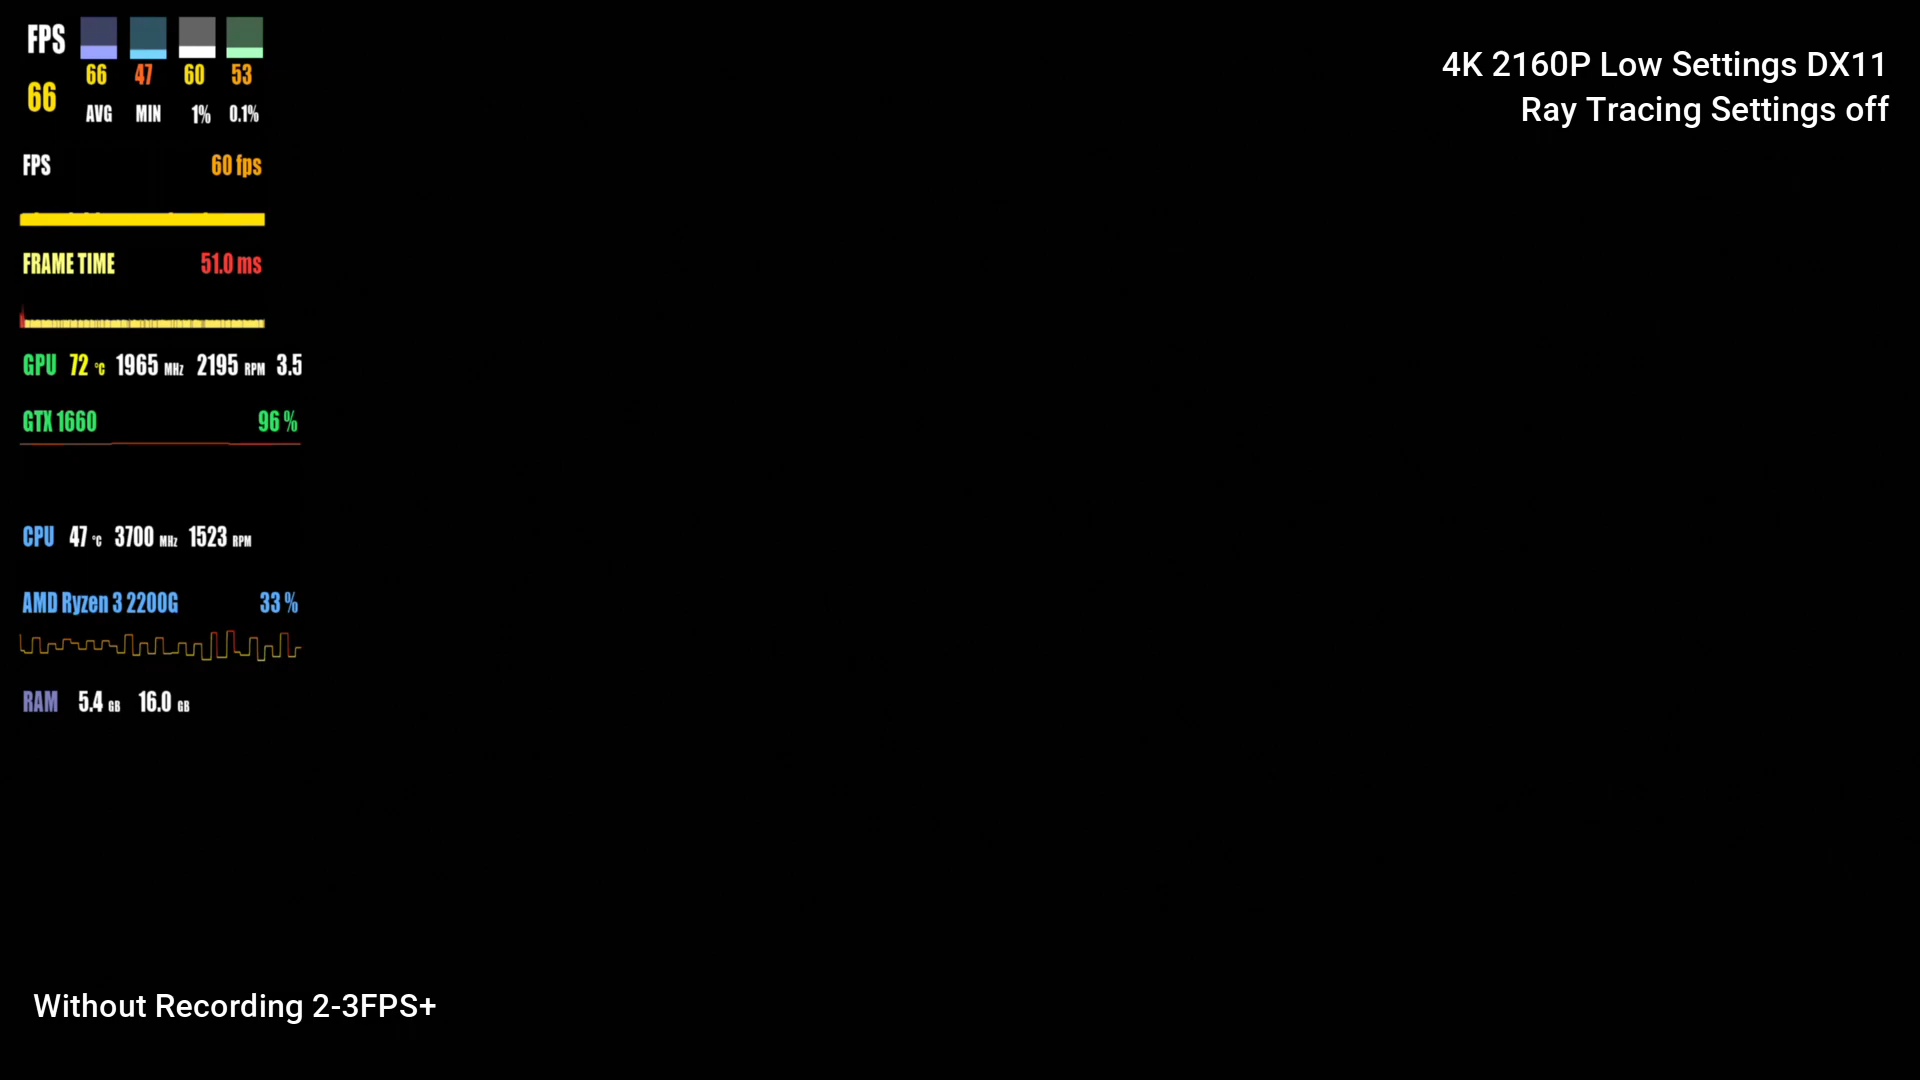 FPS
66 47 60 53
66
AVG MIN 1% 0.1%
FPS 60 fps
FRAME TIME 51.0 ms
GPU 72 °C 1965 MHz 2195 RPM 3.5
GTX 1660 96 %
CPU 47 °C 3700 MHz 1523 RPM
AMD Ryzen 3 2200G 33 %
RAM 5.4 GB 16.0 GB
4K 2160P Low Settings DX11
Ray Tracing Settings off
Without Recording 2-3FPS+